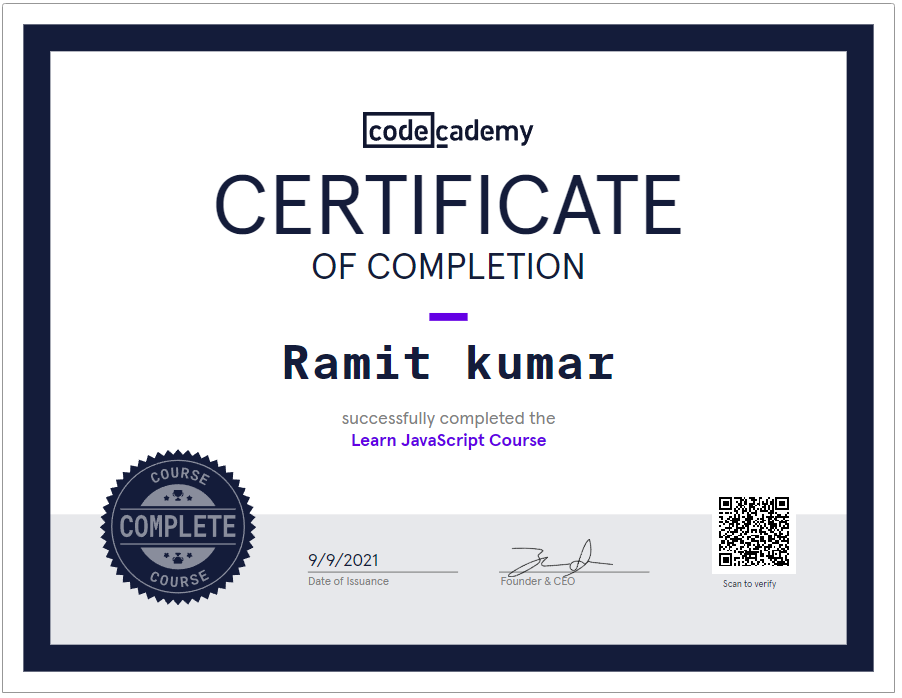 codecademy
CERTIFICATE
OF COMPLETION
Ramit kumar
successfully completed the
Learn JavaScript Course
COURSE
COMPLETE
COURSE
9/9/2021
Date of Issuance
Founder & CEO
Scan to verify